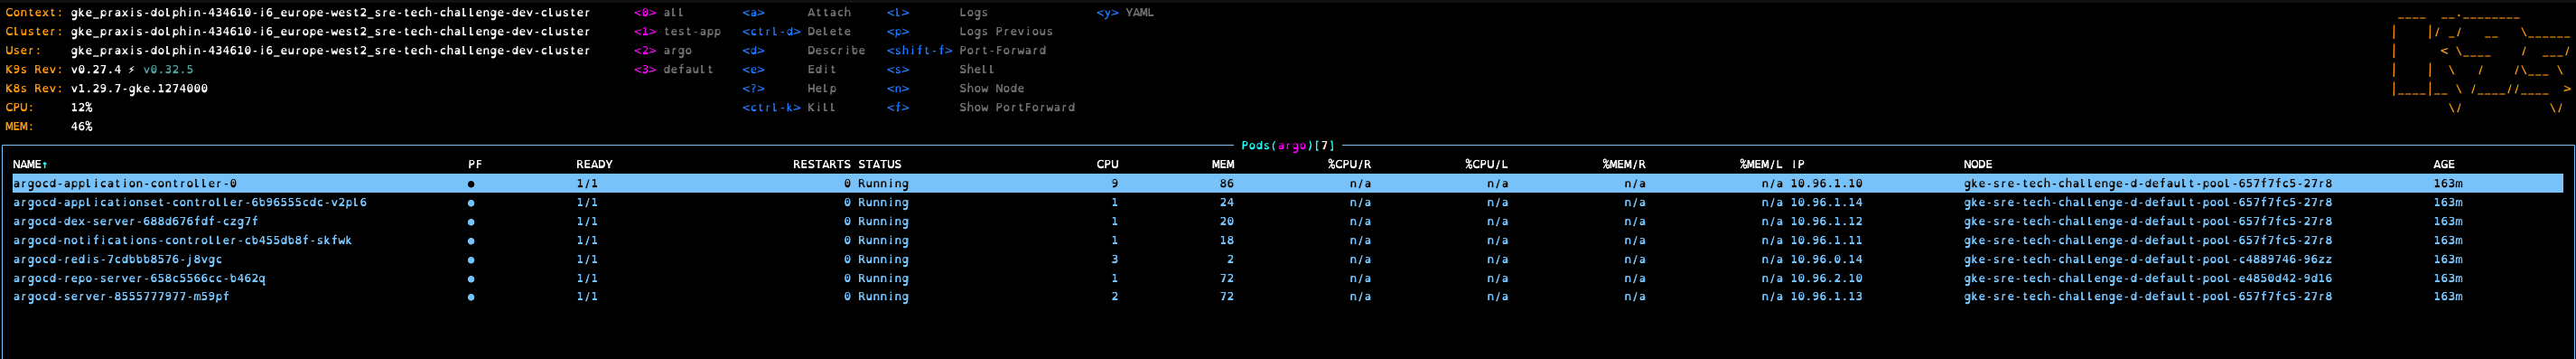 Context: gke_praxis-dolphin-434610-i6_europe-west2_sre-tech-challenge-dev-cluster <0> all <a> Attach <l> Logs <y> YAML
Cluster: gke_praxis-dolphin-434610-i6_europe-west2_sre-tech-challenge-dev-cluster <1> test-app <ctrl-d> Delete <p> Logs Previous
User: gke_praxis-dolphin-434610-i6_europe-west2_sre-tech-challenge-dev-cluster <2> argo <d> Describe <shift-f> Port-Forward
K9s Rev: v0.27.4 ⚡ v0.32.5 <3> default <e> Edit <s> Shell
K8s Rev: v1.29.7-gke.1274000 <?> Help <n> Show Node
CPU: 12% <ctrl-k> Kill <f> Show PortForward
MEM: 46%
Pods(argo)[7]
NAME↑ PF READY RESTARTS STATUS CPU MEM %CPU/R %CPU/L %MEM/R %MEM/L IP NODE AGE
argocd-application-controller-0 ● 1/1 0 Running 9 86 n/a n/a n/a n/a 10.96.1.10 gke-sre-tech-challenge-d-default-pool-657f7fc5-27r8 163m
argocd-applicationset-controller-6b96555cdc-v2pl6 ● 1/1 0 Running 1 24 n/a n/a n/a n/a 10.96.1.14 gke-sre-tech-challenge-d-default-pool-657f7fc5-27r8 163m
argocd-dex-server-688d676fdf-czg7f ● 1/1 0 Running 1 20 n/a n/a n/a n/a 10.96.1.12 gke-sre-tech-challenge-d-default-pool-657f7fc5-27r8 163m
argocd-notifications-controller-cb455db8f-skfwk ● 1/1 0 Running 1 18 n/a n/a n/a n/a 10.96.1.11 gke-sre-tech-challenge-d-default-pool-657f7fc5-27r8 163m
argocd-redis-7cdbbb8576-j8vgc ● 1/1 0 Running 3 2 n/a n/a n/a n/a 10.96.0.14 gke-sre-tech-challenge-d-default-pool-c4889746-96zz 163m
argocd-repo-server-658c5566cc-b462q ● 1/1 0 Running 1 72 n/a n/a n/a n/a 10.96.2.10 gke-sre-tech-challenge-d-default-pool-e4850d42-9d16 163m
argocd-server-8555777977-m59pf ● 1/1 0 Running 2 72 n/a n/a n/a n/a 10.96.1.13 gke-sre-tech-challenge-d-default-pool-657f7fc5-27r8 163m